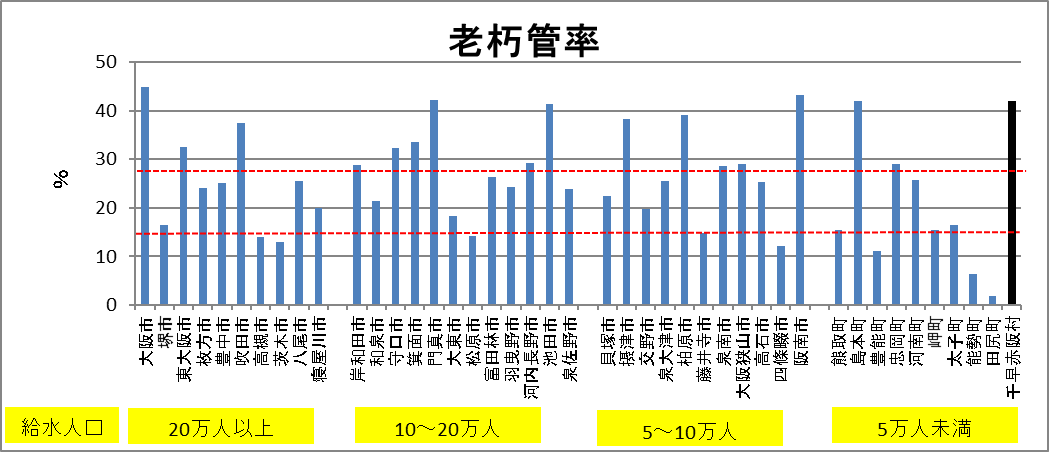 老朽管率
%
50
40
30
20
10
0
大阪市
堺市
東大阪市
枚方市
豊中市
吹田市
高槻市
茨木市
八尾市
寝屋川市
岸和田市
和泉市
守口市
箕面市
門真市
大東市
松原市
富田林市
羽曳野市
河内長野市
池田市
泉佐野市
貝塚市
摂津市
交野市
泉大津市
柏原市
藤井寺市
泉南市
大阪狭山市
高石市
四條畷市
阪南市
熊取町
島本町
豊能町
忠岡町
河南町
岬町
太子町
能勢町
田尻町
千早赤阪村
給水人口
20万人以上
10～20万人
5～10万人
5万人未満